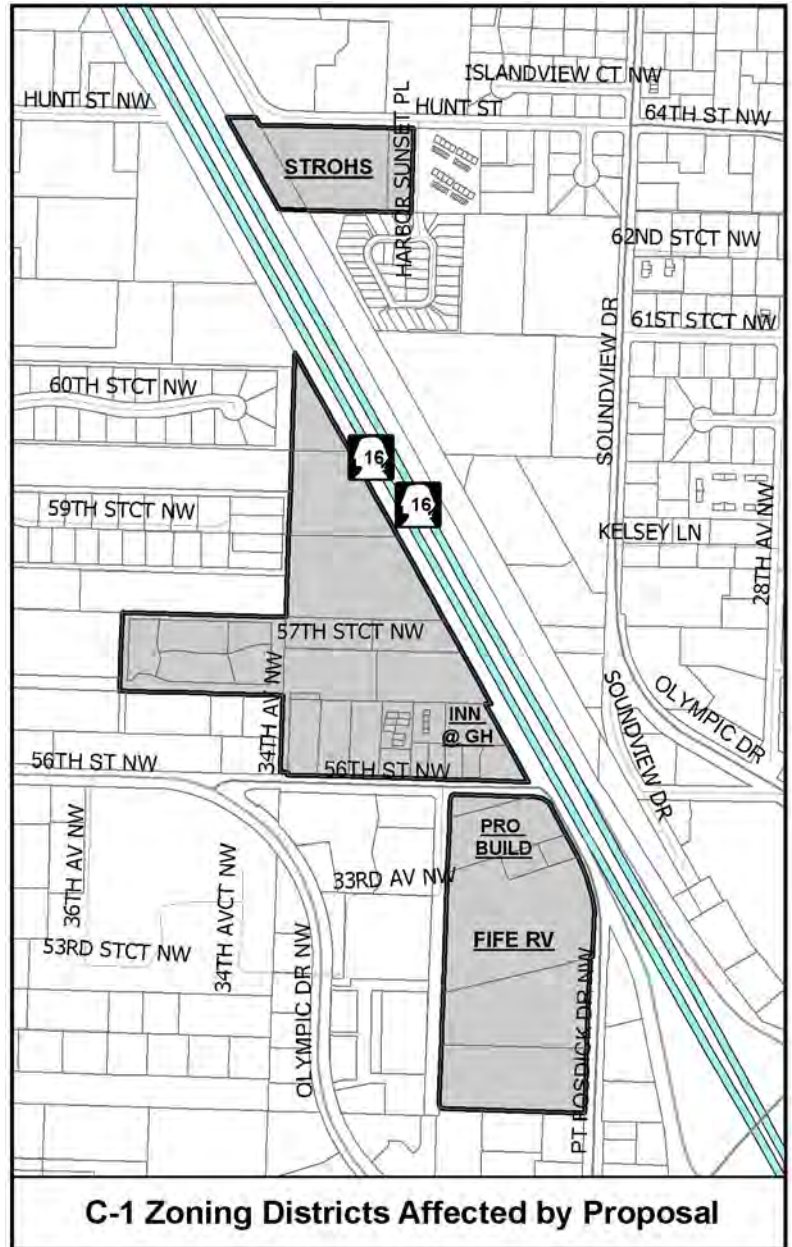 ISLANDVIEW CT NW
HUNT ST NW
HUNT ST
64TH ST NW
STROHS
HARBOR SUNSET PL
62ND STCT NW
61ST STCT NW
SOUNDVIEW DR
60TH STCT NW
16
16
59TH STCT NW
KELSEY LN
28TH AV NW
57TH STCT NW
34TH AV NW
INN
@ GH
SOUNDVIEW DR
OLYMPIC DR
56TH ST NW
56TH ST NW
PRO
BUILD
36TH AV NW
34TH AVCT NW
33RD AV NW
53RD STCT NW
FIFE RV
OLYMPIC DR NW
PT FOSDICK DR NW
C-1 Zoning Districts Affected by Proposal